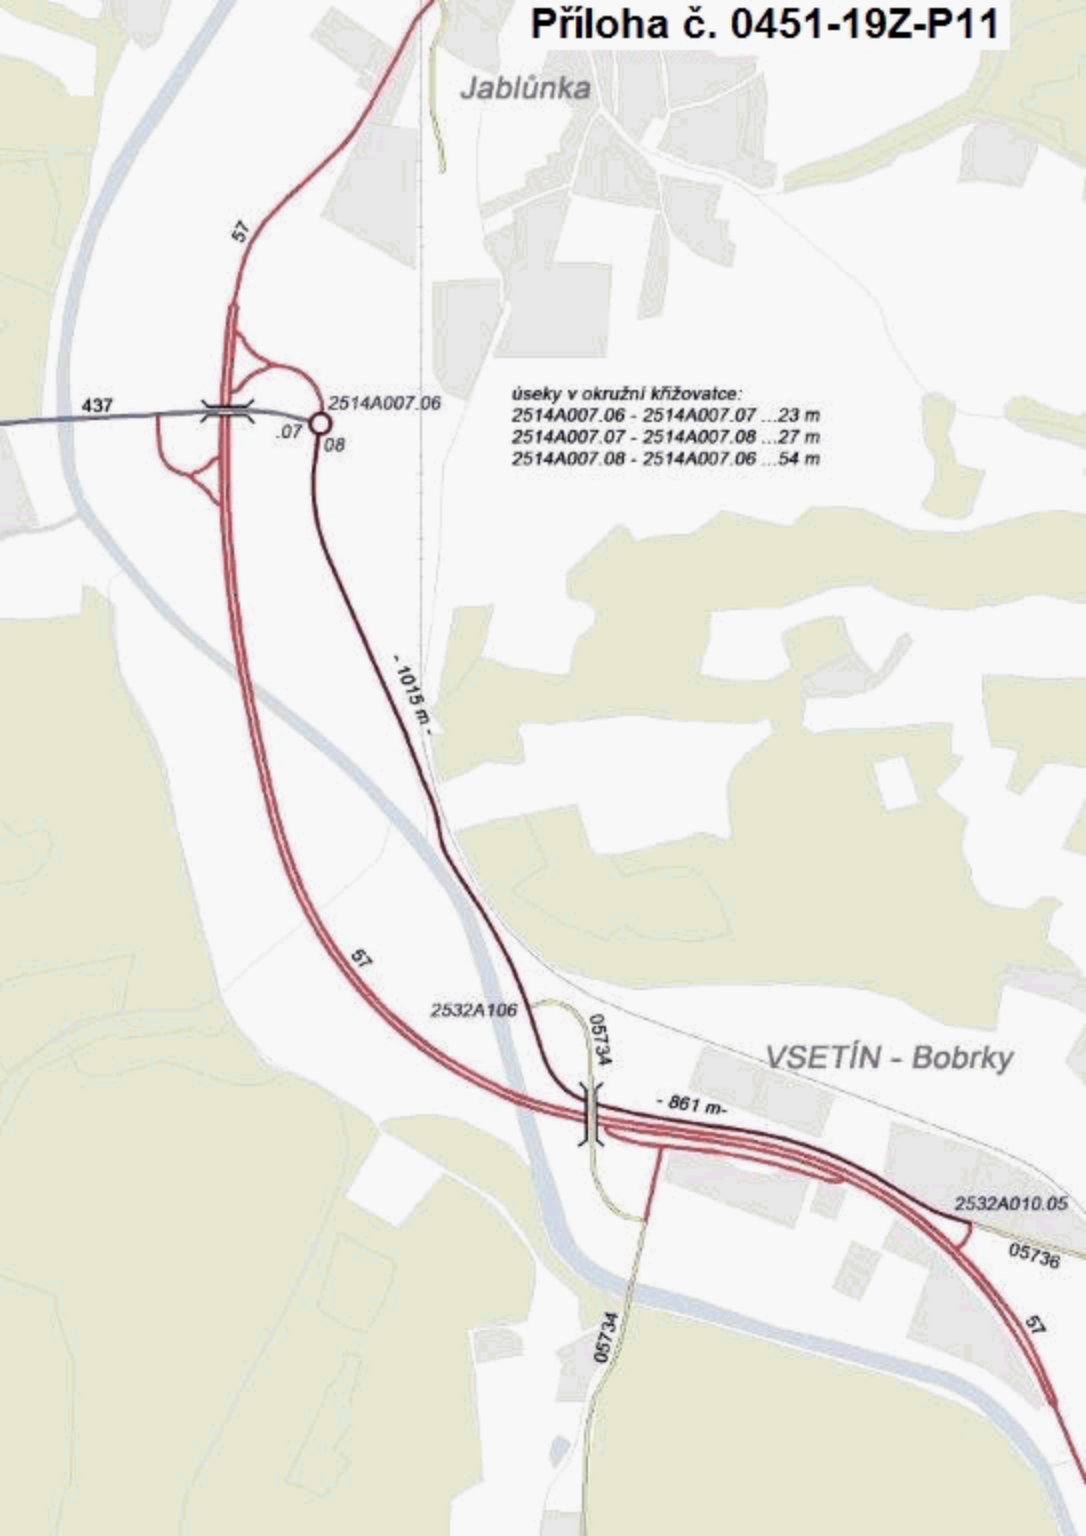 Příloha č. 0451-19Z-P11
Jablůnka
57
437
2514A007.06
.07
08
úseky v okružní křižovatce:
2514A007.06 - 2514A007.07 ...23 m
2514A007.07 - 2514A007.08 ...27 m
2514A007.08 - 2514A007.06 ...54 m
- 1015 m -
57
2532A106
05734
VSETÍN - Bobrky
- 861 m-
2532A010.05
05736
57
05734